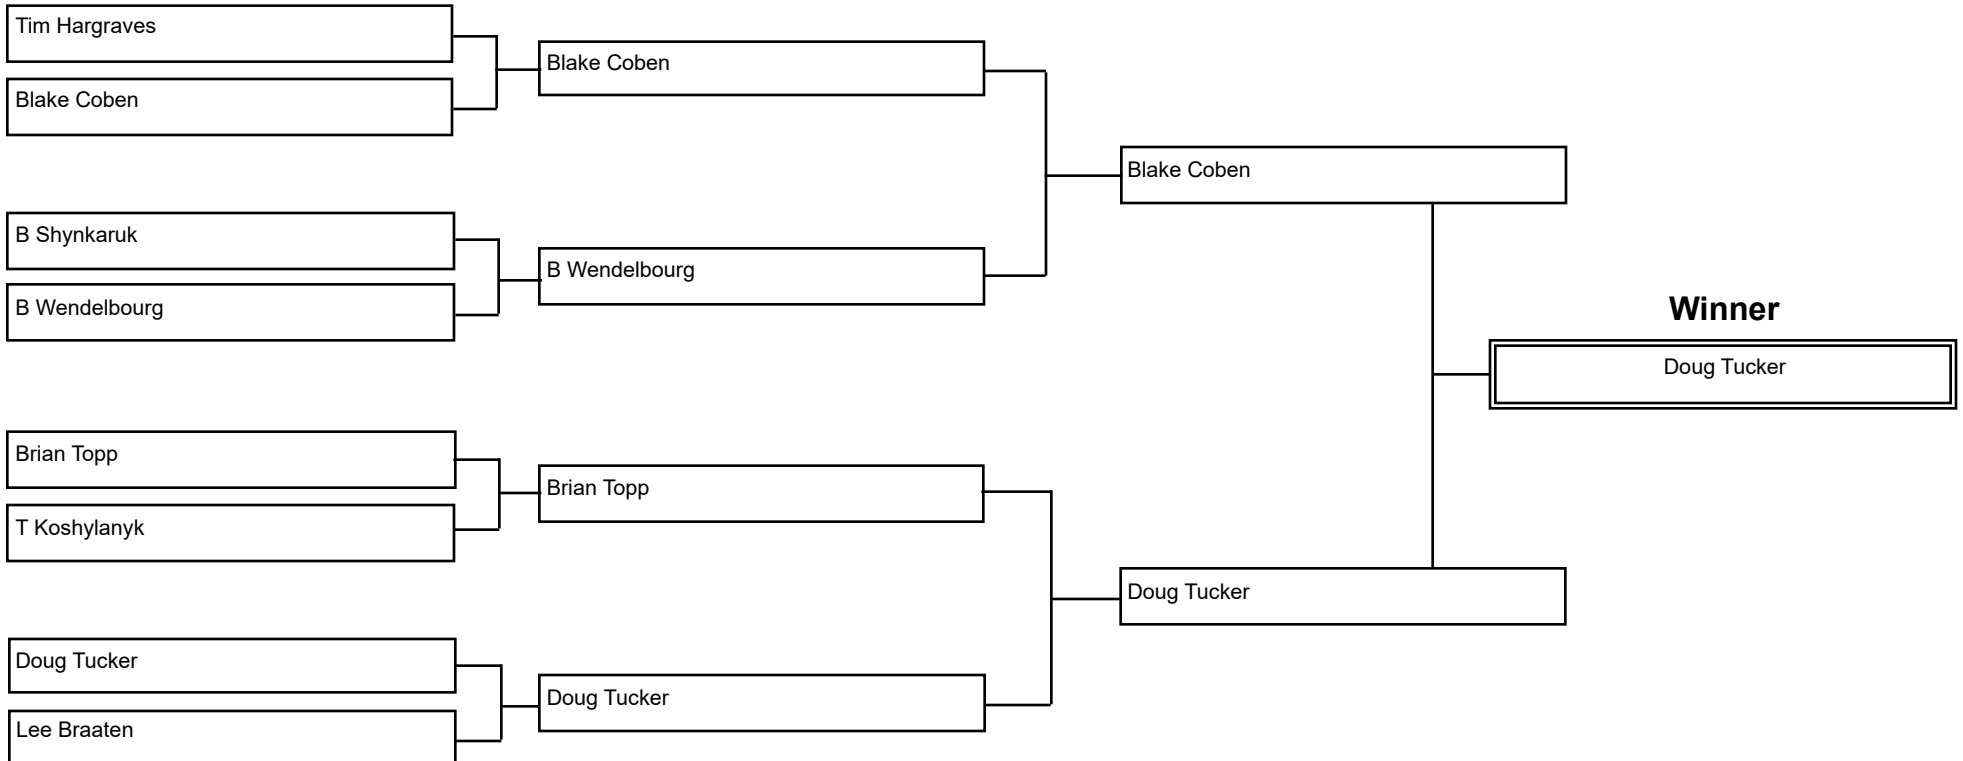 Tim Hargraves
Blake Coben
B Shynkaruk
B Wendelbourg
Brian Topp
T Koshylanyk
Doug Tucker
Lee Braaten
Blake Coben
B Wendelbourg
Brian Topp
Doug Tucker
Blake Coben
Doug Tucker
Winner
Doug Tucker